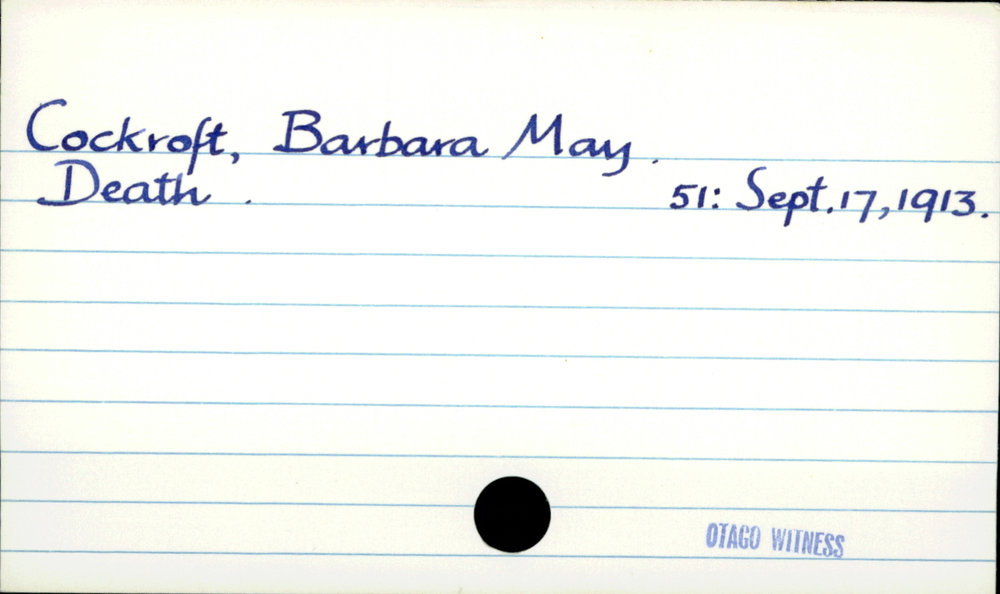 Cockroft, Barbara May.
Death. 51: Sept. 17, 1913.
OTAGO WITNESS